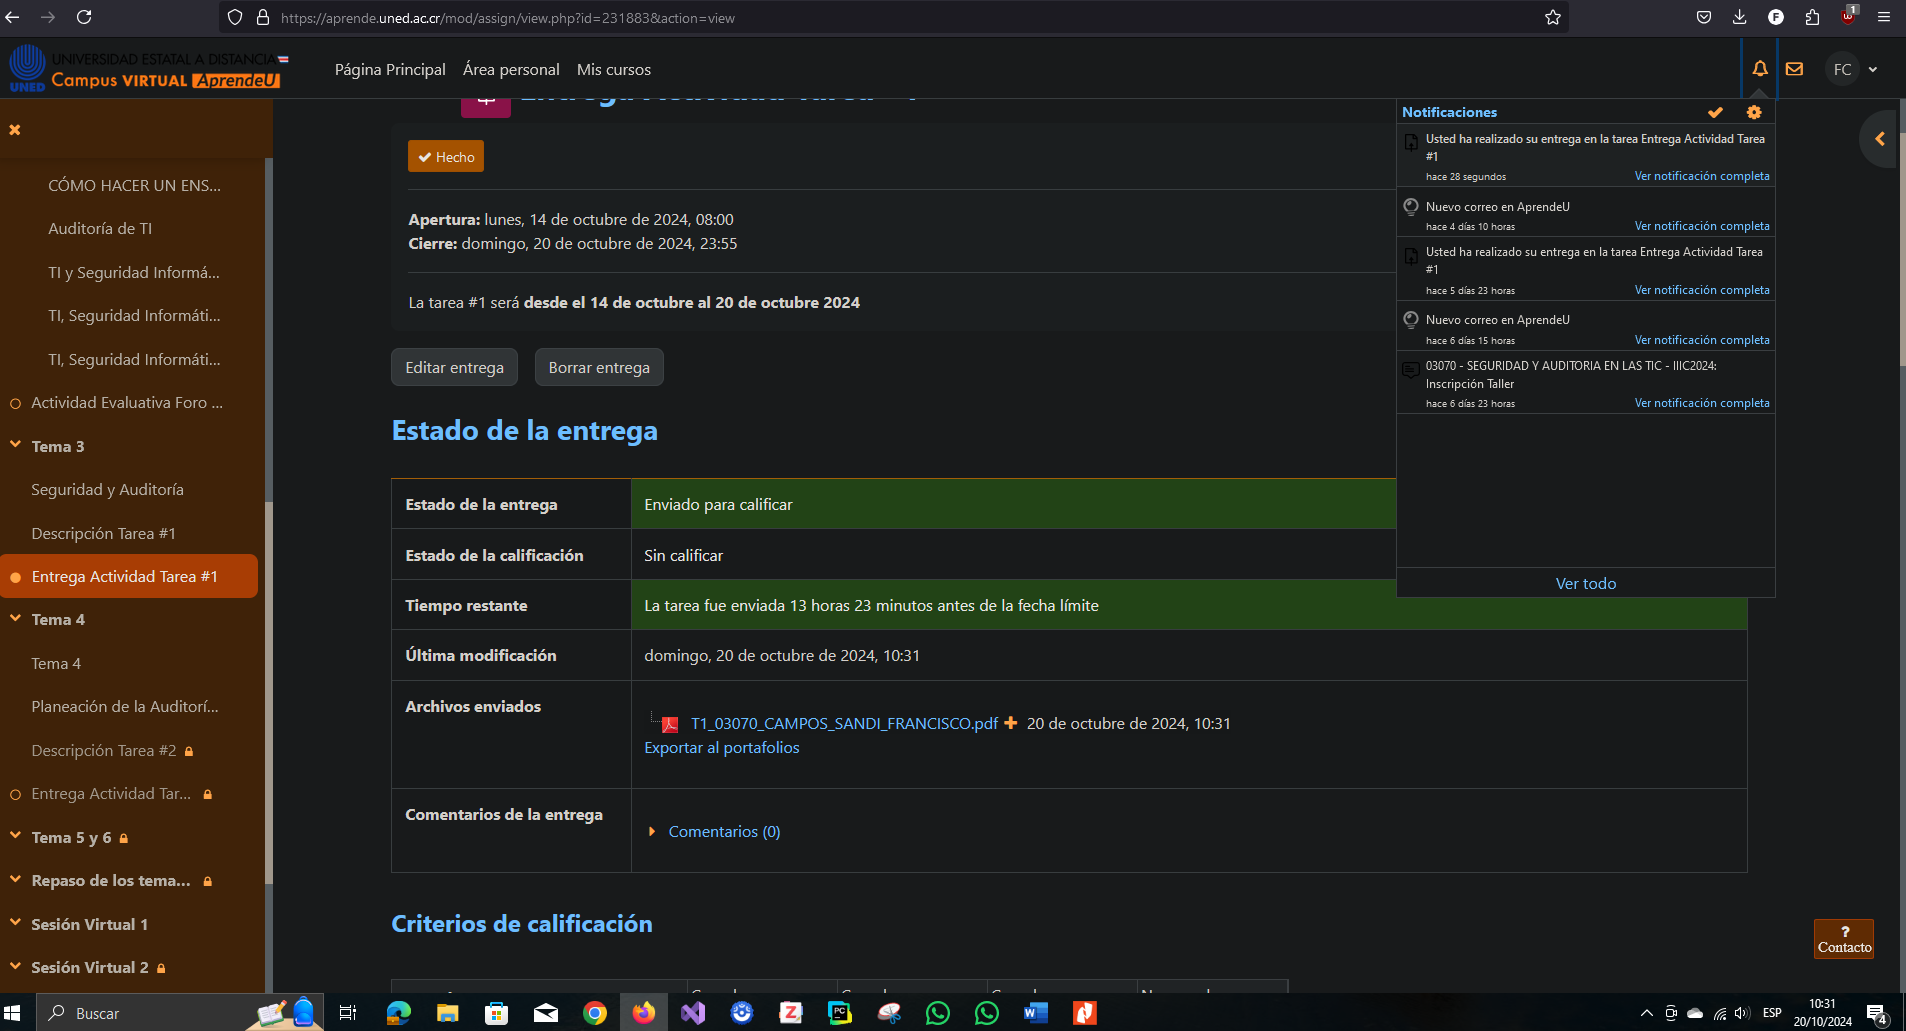 https://aprende.uned.ac.cr/mod/assign/view.php?id=231883&action=view
1
UNED
UNIVERSIDAD ESTATAL A DISTANCIA
Campus VIRTUAL AprendeU
Página Principal
Área personal
Mis cursos
FC
CÓMO HACER UN ENS...
Auditoría de TI
TI y Seguridad Informá...
TI, Seguridad Informáti...
TI, Seguridad Informáti...
Actividad Evaluativa Foro ...
Tema 3
Seguridad y Auditoría
Descripción Tarea #1
Entrega Actividad Tarea #1
Tema 4
Tema 4
Planeación de la Auditorí...
Descripción Tarea #2
Entrega Actividad Tar...
Tema 5 y 6
Repaso de los tema...
Sesión Virtual 1
Sesión Virtual 2
Hecho
Apertura: lunes, 14 de octubre de 2024, 08:00
Cierre: domingo, 20 de octubre de 2024, 23:55
La tarea #1 será desde el 14 de octubre al 20 de octubre 2024
Editar entrega
Borrar entrega
Estado de la entrega
Estado de la entrega
Enviado para calificar
Estado de la calificación
Sin calificar
Tiempo restante
La tarea fue enviada 13 horas 23 minutos antes de la fecha límite
Última modificación
domingo, 20 de octubre de 2024, 10:31
Archivos enviados
T1_03070_CAMPOS_SANDI_FRANCISCO.pdf
20 de octubre de 2024, 10:31
Exportar al portafolios
Comentarios de la entrega
Comentarios (0)
Criterios de calificación
Notificaciones
Usted ha realizado su entrega en la tarea Entrega Actividad Tarea
#1
hace 28 segundos
Ver notificación completa
Nuevo correo en AprendeU
hace 4 días 10 horas
Ver notificación completa
Usted ha realizado su entrega en la tarea Entrega Actividad Tarea
#1
hace 5 días 23 horas
Ver notificación completa
Nuevo correo en AprendeU
hace 6 días 15 horas
Ver notificación completa
03070 - SEGURIDAD Y AUDITORIA EN LAS TIC - IIIC2024:
Inscripción Taller
hace 6 días 23 horas
Ver notificación completa
Ver todo
?
Contacto
Buscar
ESP
10:31
20/10/2024
4